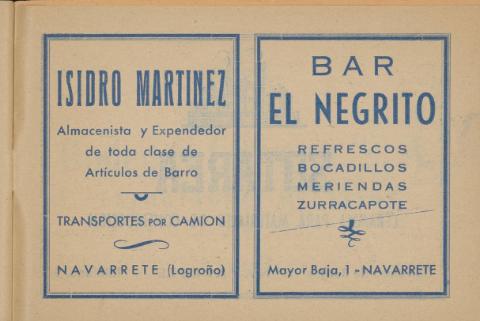 ISIDRO MARTINEZ
Almacenista y Expendedor
de toda clase de
Artículos de Barro
TRANSPORTES POR CAMION
NAVARRETE (Logroño)
BAR
EL NEGRITO
REFRESCOS
BOCADILLOS
MERIENDAS
ZURRACAPOTE
Mayor Baja, 1 - NAVARRETE